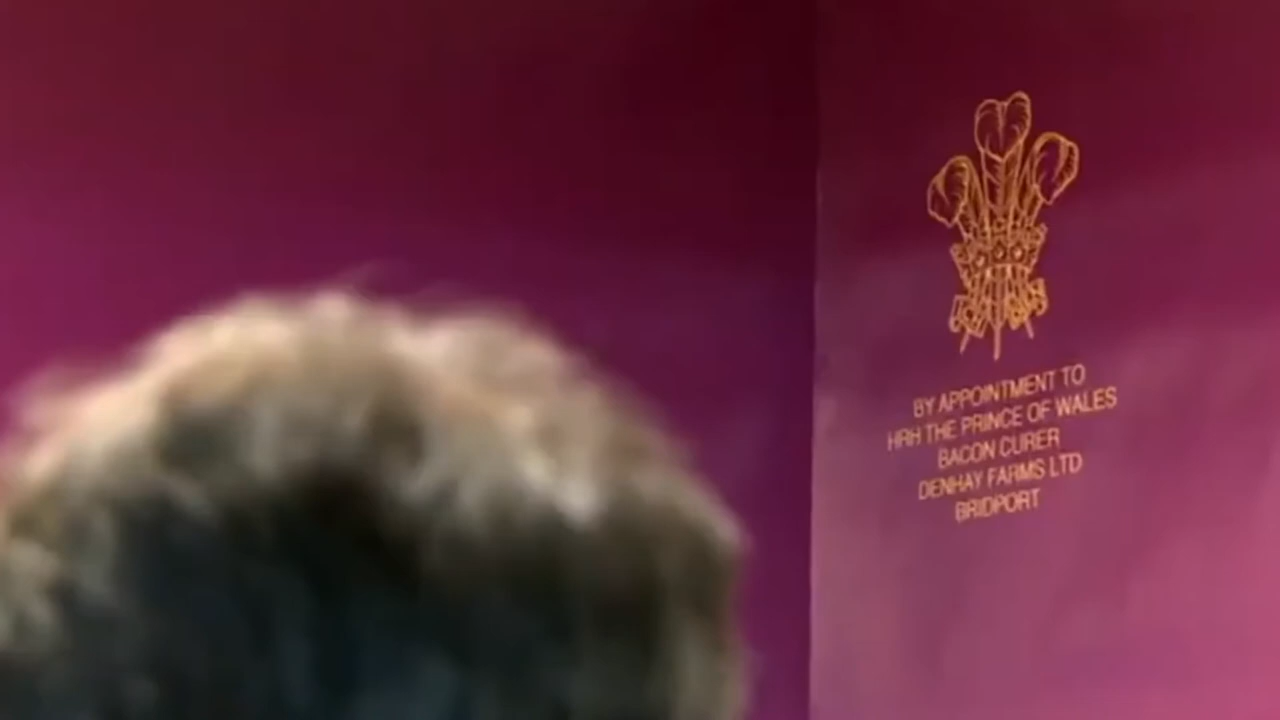 BY APPOINTMENT TO
HRH THE PRINCE OF WALES
BACON CURER
DENHAY FARMS LTD
BRIDPORT